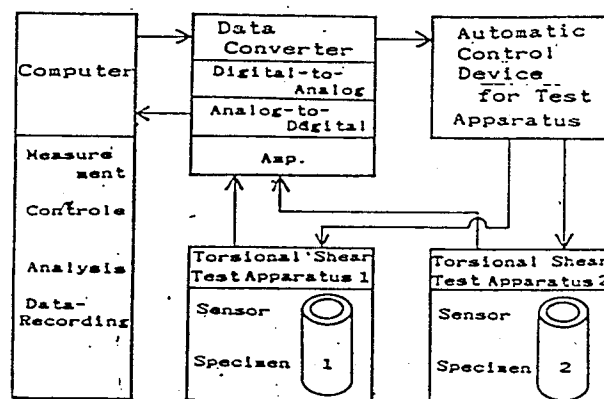 Computer
Measure
ment
Controle
Analysis
Data-
Recording
Data
Converter
Digital-to-
Analog
Analog-to-
Ddgital
Amp.
Automatic
Control
Device
for Test
Apparatus
Torsional Shear
Test Apparatus 1
Sensor
Specimen 1
Torsional Shear
Test Apparatus 2
Sensor
Specimen 2